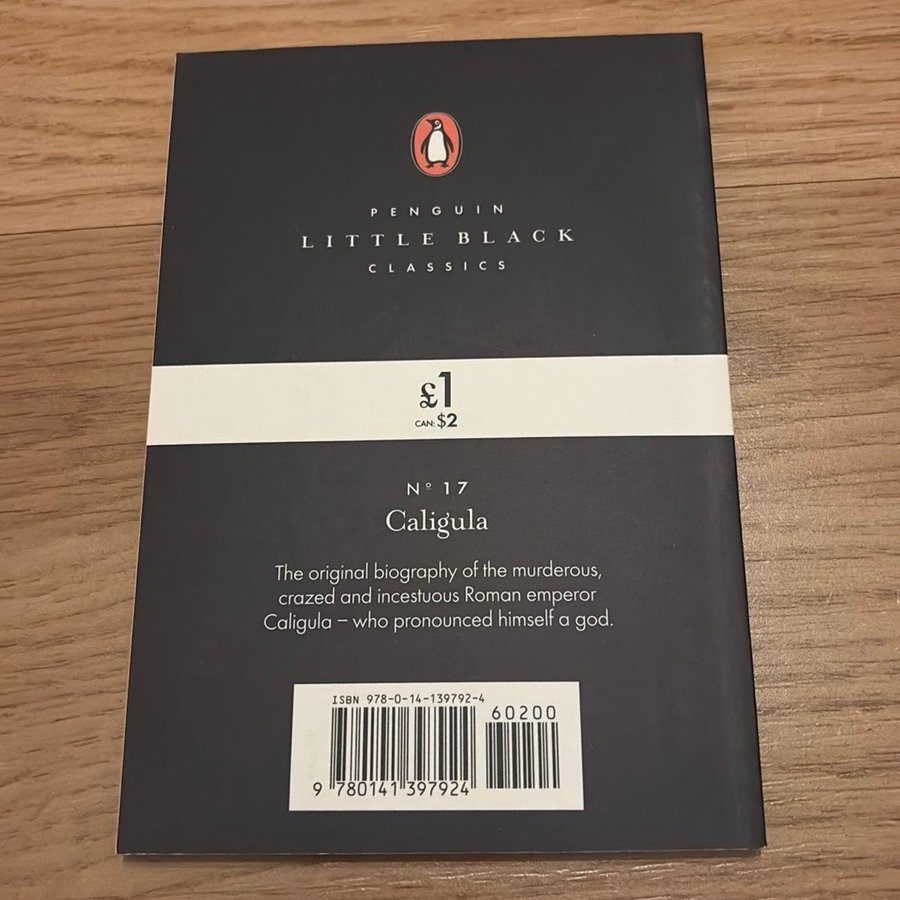 PENGUIN
LITTLE BLACK
CLASSICS
£1
CAN: $2
Nº 17
Caligula
The original biography of the murderous,
crazed and incestuous Roman emperor
Caligula – who pronounced himself a god.
ISBN 978-0-14-139792-4
60200
9 780141 397924